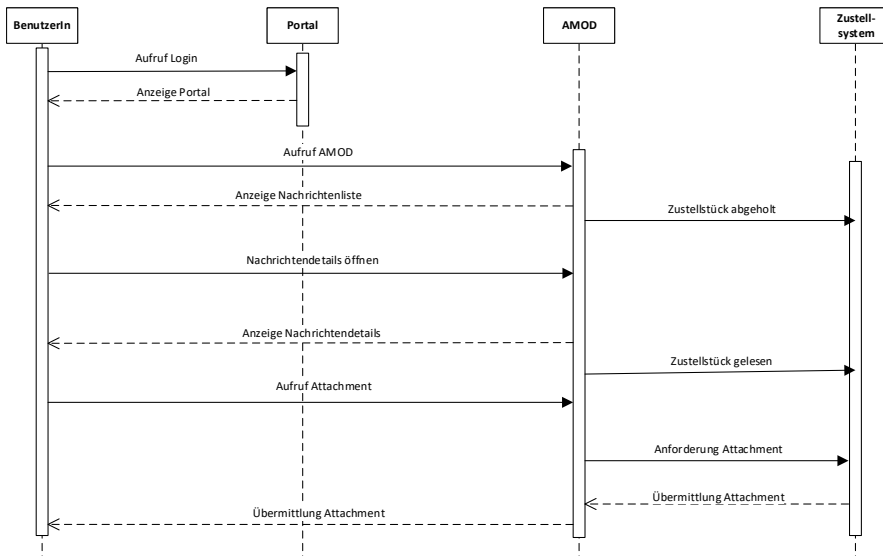 BenutzerIn
Portal
AMOD
Zustell-
system
Aufruf Login
Anzeige Portal
Aufruf AMOD
Anzeige Nachrichtenliste
Zustellstück abgeholt
Nachrichtendetails öffnen
Anzeige Nachrichtendetails
Zustellstück gelesen
Aufruf Attachment
Anforderung Attachment
Übermittlung Attachment
Übermittlung Attachment